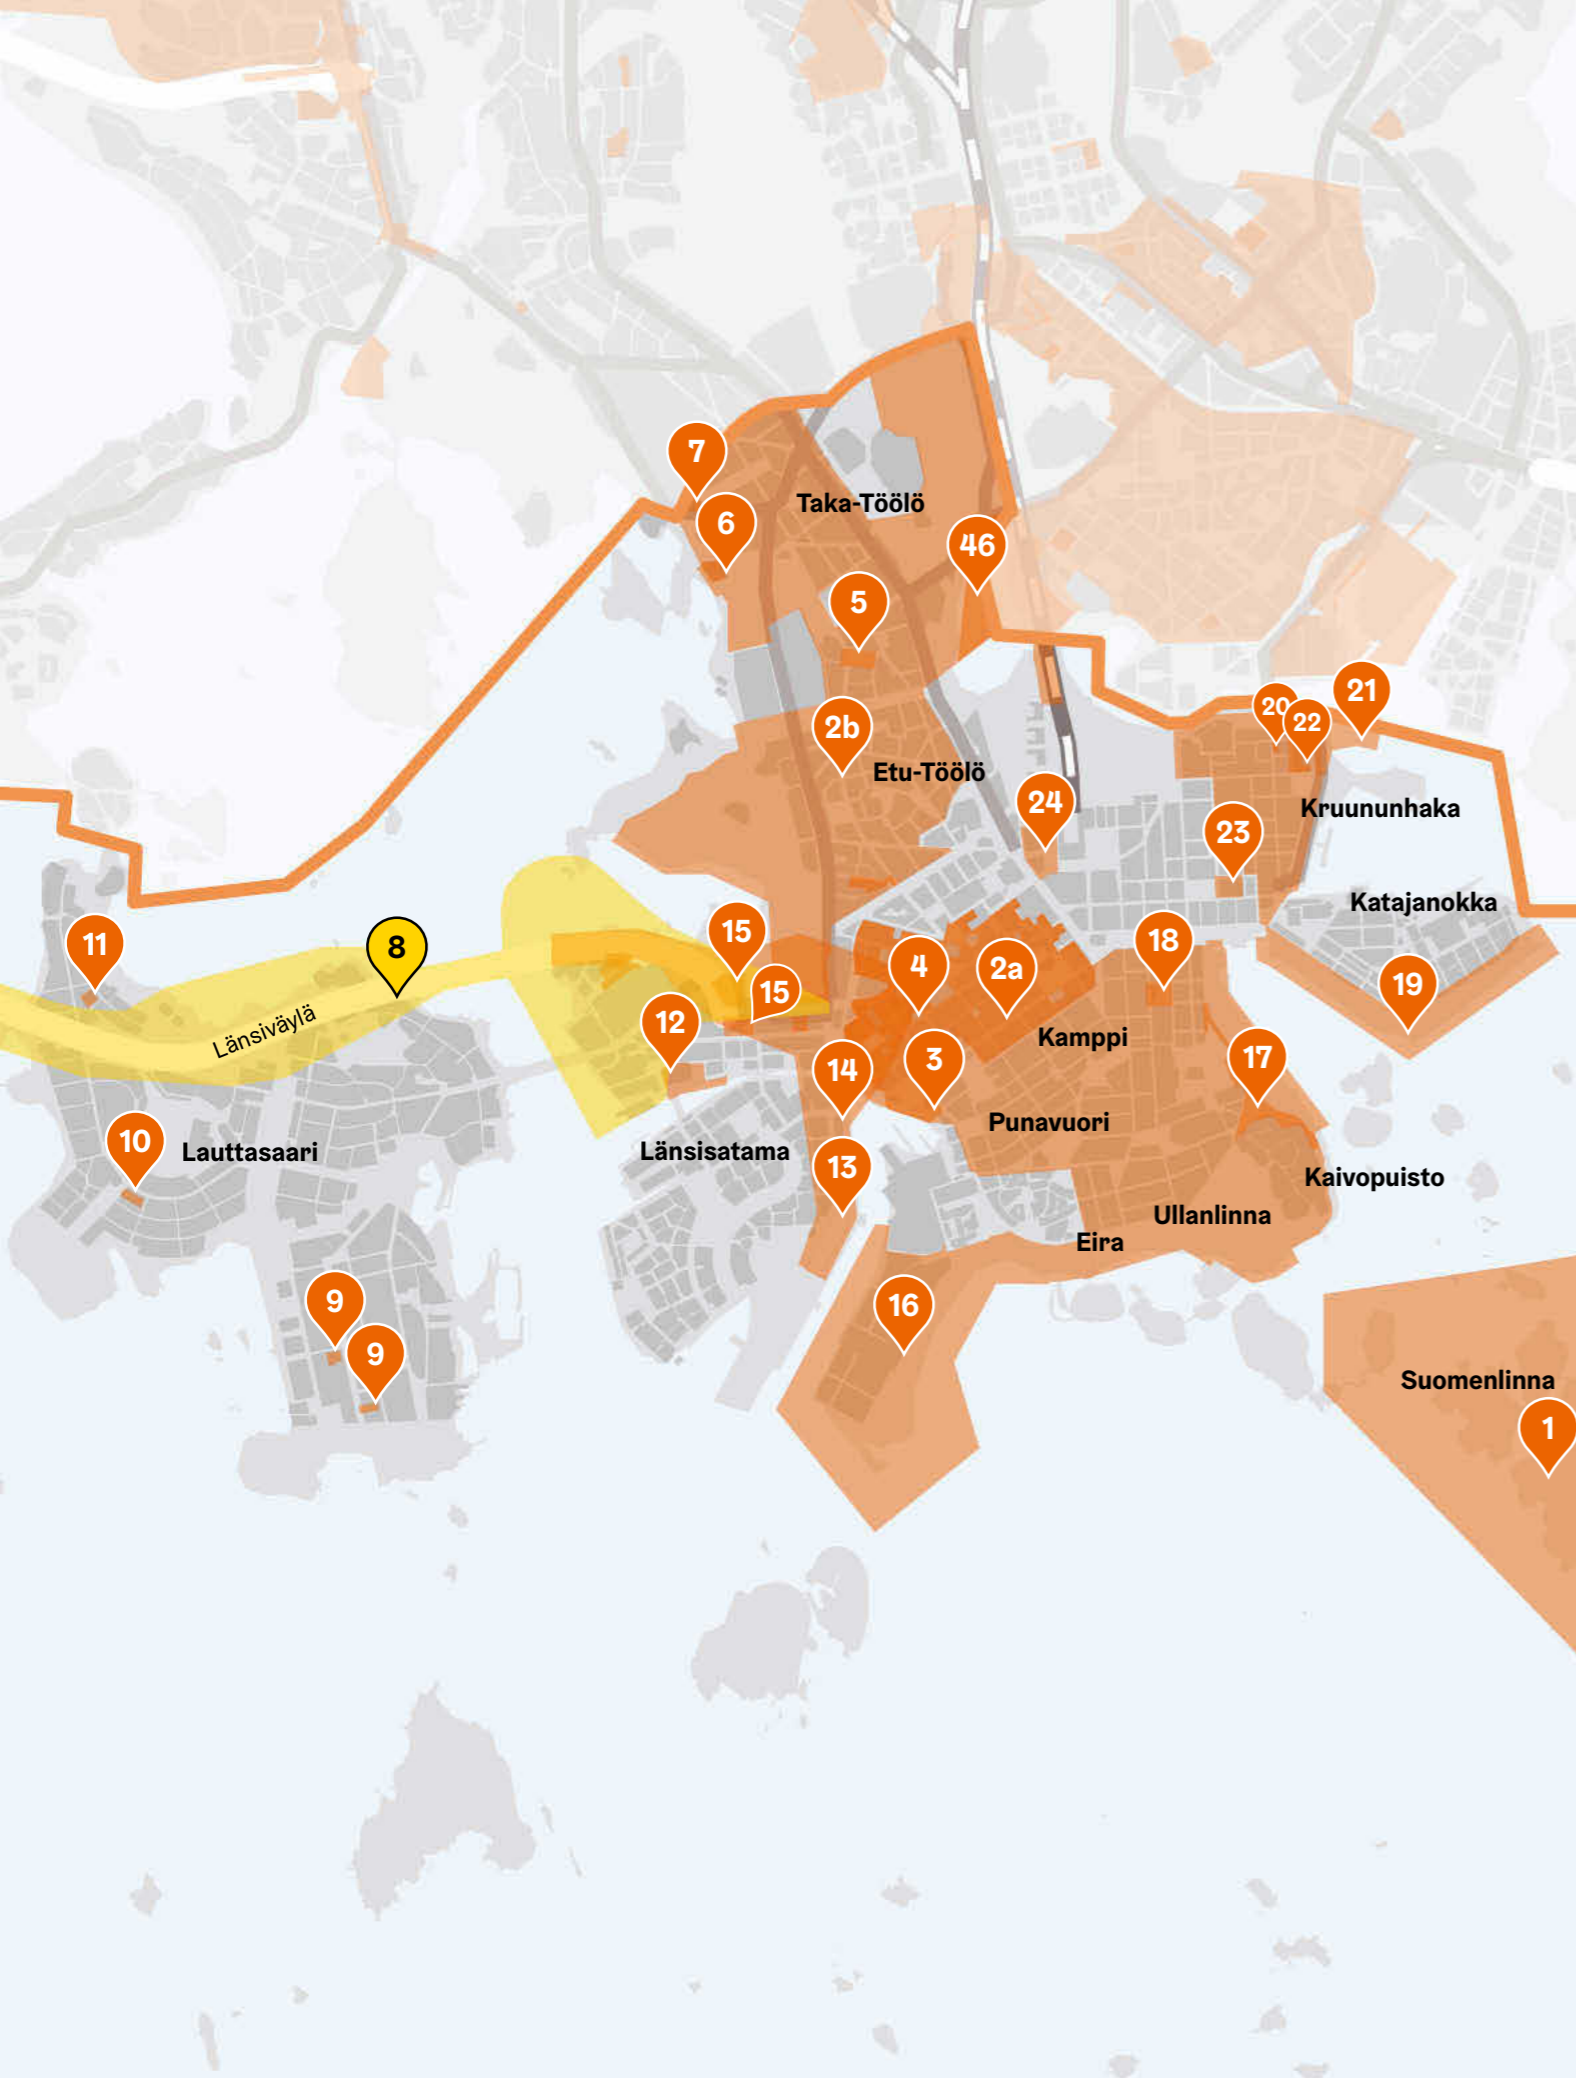 7
Taka-Töölö
6
46
5
21
20
22
2b
Etu-Töölö
24
Kruununhaka
23
Katajanokka
11
8
15
18
4
2a
19
15
12
Länsiväylä
Kamppi
17
3
14
Punavuori
10
Lauttasaari
Länsisatama
13
Kaivopuisto
Ullanlinna
Eira
9
16
9
Suomenlinna
1